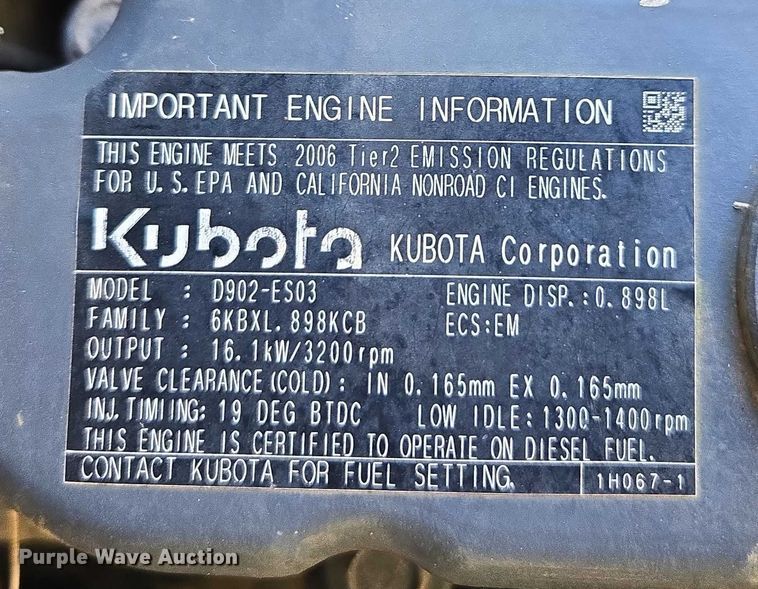 IMPORTANT ENGINE INFORMATION
THIS ENGINE MEETS 2006 Tier2 EMISSION REGULATIONS
FOR U.S. EPA AND CALIFORNIA NONROAD CI ENGINES.
Kubota KUBOTA Corporation
MODEL : D902-ES03 ENGINE DISP.:0.898L
FAMILY : 6KBXL.898KCB ECS:EM
OUTPUT : 16.1kW/3200rpm
VALVE CLEARANCE(COLD): IN 0.165mm EX 0.165mm
INJ.TIMIING: 19 DEG BTDC LOW IDLE:1300-1400rpm
THIS ENGINE IS CERTIFIED TO OPERATE ON DIESEL FUEL.
CONTACT KUBOTA FOR FUEL SETTING. 1H067-1
Purple Wave Auction